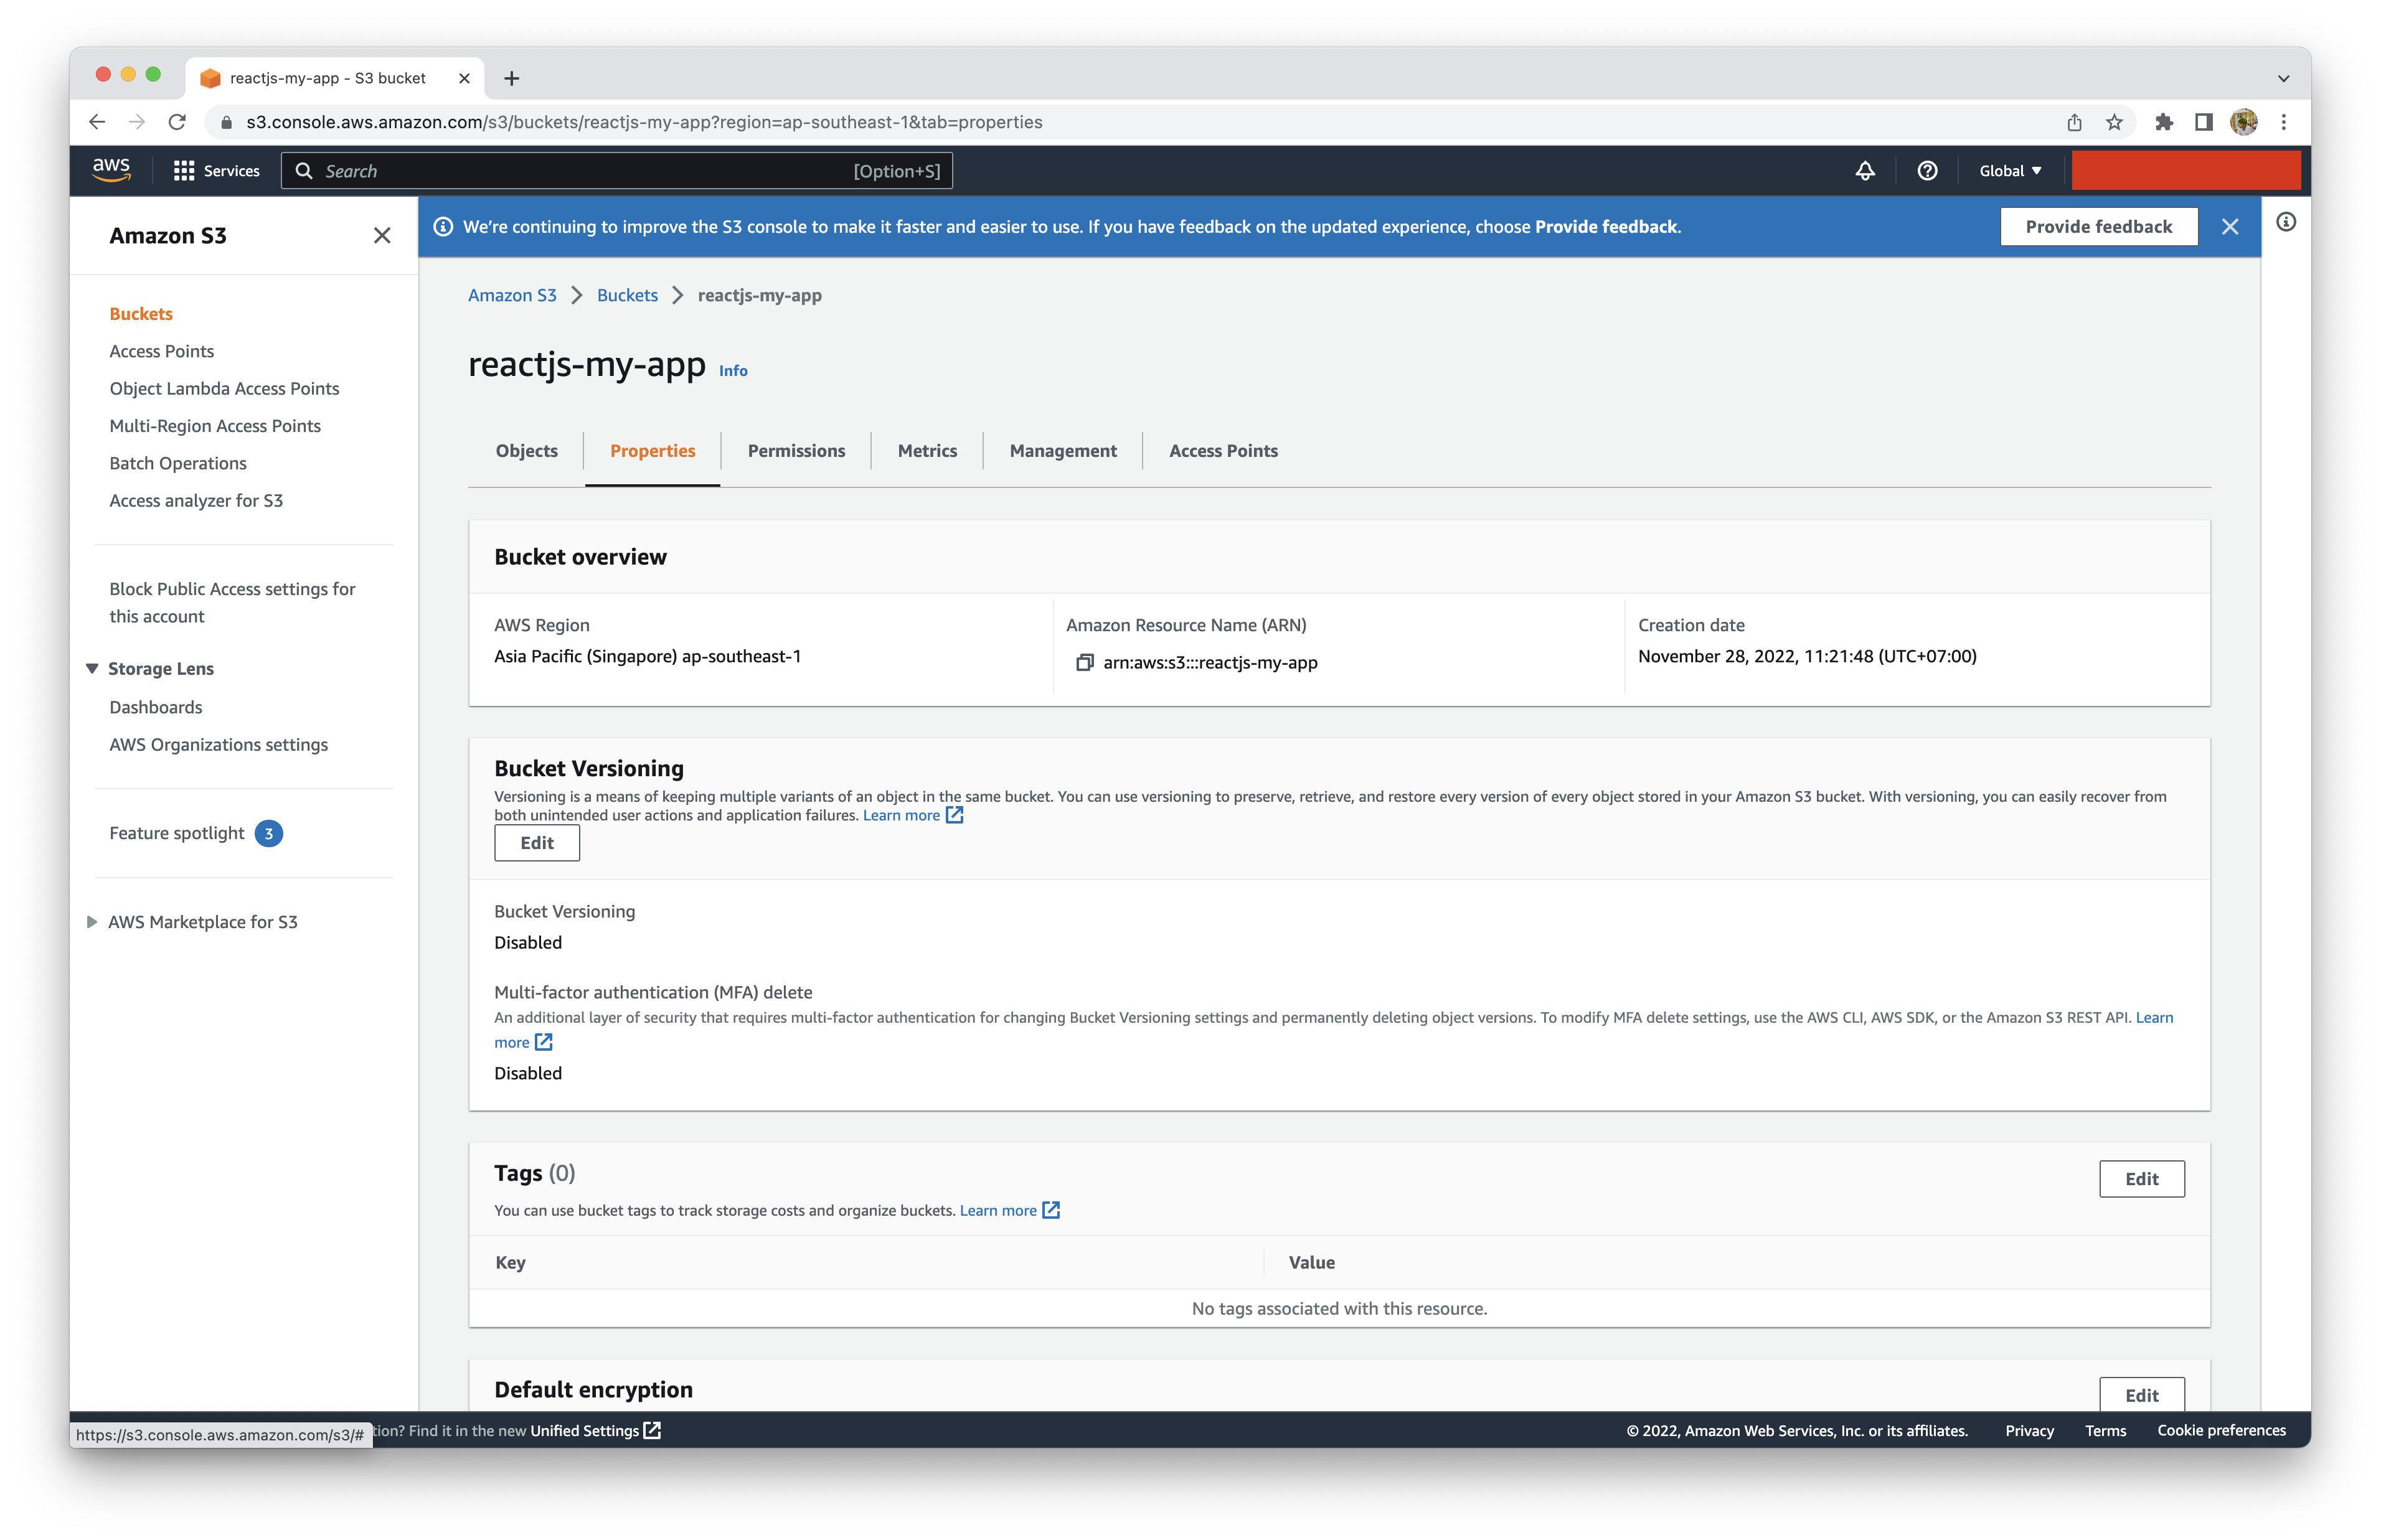 reactjs-my-app - S3 bucket
s3.console.aws.amazon.com/s3/buckets/reactjs-my-app?region=ap-southeast-1&tab=properties
aws
Services
Search
[Option+S]
Global
Amazon S3
Buckets
Access Points
Object Lambda Access Points
Multi-Region Access Points
Batch Operations
Access analyzer for S3
Block Public Access settings for
this account
Storage Lens
Dashboards
AWS Organizations settings
Feature spotlight 3
AWS Marketplace for S3
We’re continuing to improve the S3 console to make it faster and easier to use. If you have feedback on the updated experience, choose Provide feedback.
Provide feedback
Amazon S3 > Buckets > reactjs-my-app
reactjs-my-app Info
Objects
Properties
Permissions
Metrics
Management
Access Points
Bucket overview
AWS Region
Asia Pacific (Singapore) ap-southeast-1
Amazon Resource Name (ARN)
arn:aws:s3:::reactjs-my-app
Creation date
November 28, 2022, 11:21:48 (UTC+07:00)
Bucket Versioning
Versioning is a means of keeping multiple variants of an object in the same bucket. You can use versioning to preserve, retrieve, and restore every version of every object stored in your Amazon S3 bucket. With versioning, you can easily recover from
both unintended user actions and application failures. Learn more
Edit
Bucket Versioning
Disabled
Multi-factor authentication (MFA) delete
An additional layer of security that requires multi-factor authentication for changing Bucket Versioning settings and permanently deleting object versions. To modify MFA delete settings, use the AWS CLI, AWS SDK, or the Amazon S3 REST API. Learn
more
Disabled
Tags (0)
Edit
You can use bucket tags to track storage costs and organize buckets. Learn more
Key
Value
No tags associated with this resource.
Default encryption
Edit
https://s3.console.aws.amazon.com/s3/#
tion? Find it in the new Unified Settings
© 2022, Amazon Web Services, Inc. or its affiliates.
Privacy
Terms
Cookie preferences